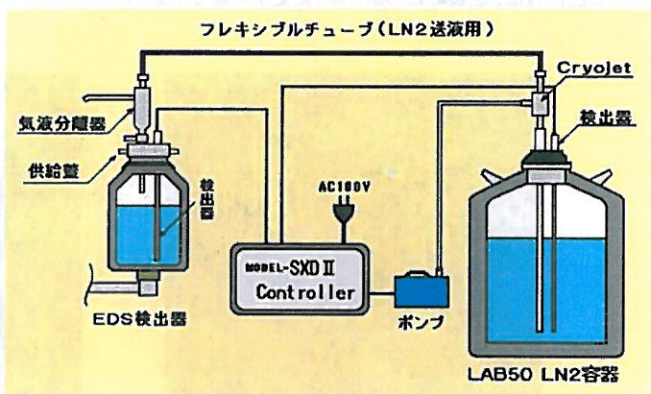 フレキシブルチューブ(LN2送液用)
Cryojet
気液分離器
検出器
供給蓋
検出器
AC100V
MODEL-SXDⅡ
Controller
ポンプ
EDS検出器
LAB50 LN2容器